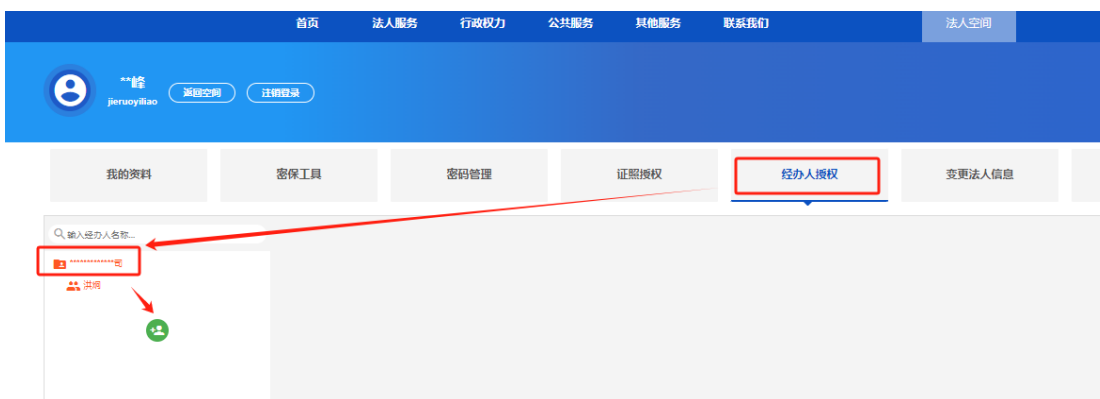 首页 法人服务 行政权力 公共服务 其他服务 联系我们 法人空间
**峰
jieruoyiliao
返回空间 注销登录
我的资料 密保工具 密码管理 证照授权 经办人授权 变更法人信息
输入经办人名称...
************司
洪炯